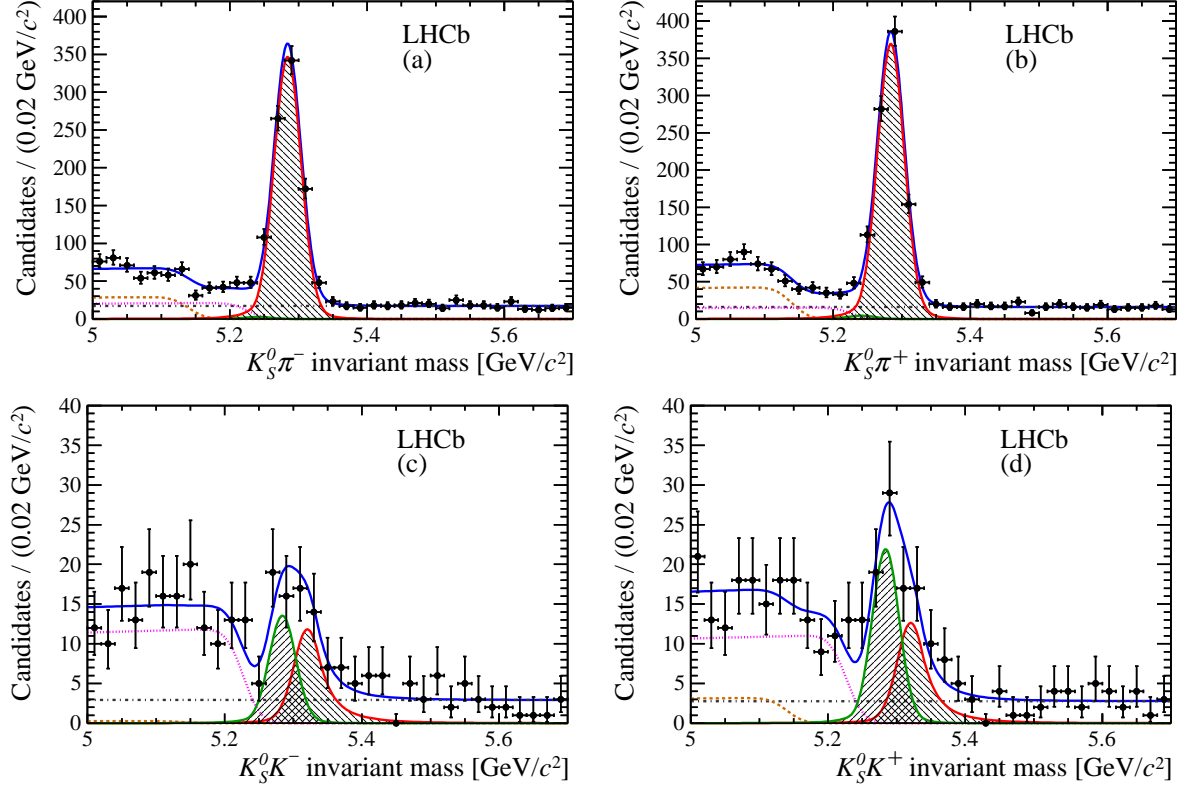 Candidates / (0.02 GeV/c²)
400
350
300
250
200
150
100
50
0
LHCb
(a)
5 5.2 5.4 5.6
K⁰_S π⁻ invariant mass [GeV/c²]
Candidates / (0.02 GeV/c²)
400
350
300
250
200
150
100
50
0
LHCb
(b)
5 5.2 5.4 5.6
K⁰_S π⁺ invariant mass [GeV/c²]
Candidates / (0.02 GeV/c²)
40
35
30
25
20
15
10
5
0
LHCb
(c)
5 5.2 5.4 5.6
K⁰_S K⁻ invariant mass [GeV/c²]
Candidates / (0.02 GeV/c²)
40
35
30
25
20
15
10
5
0
LHCb
(d)
5 5.2 5.4 5.6
K⁰_S K⁺ invariant mass [GeV/c²]